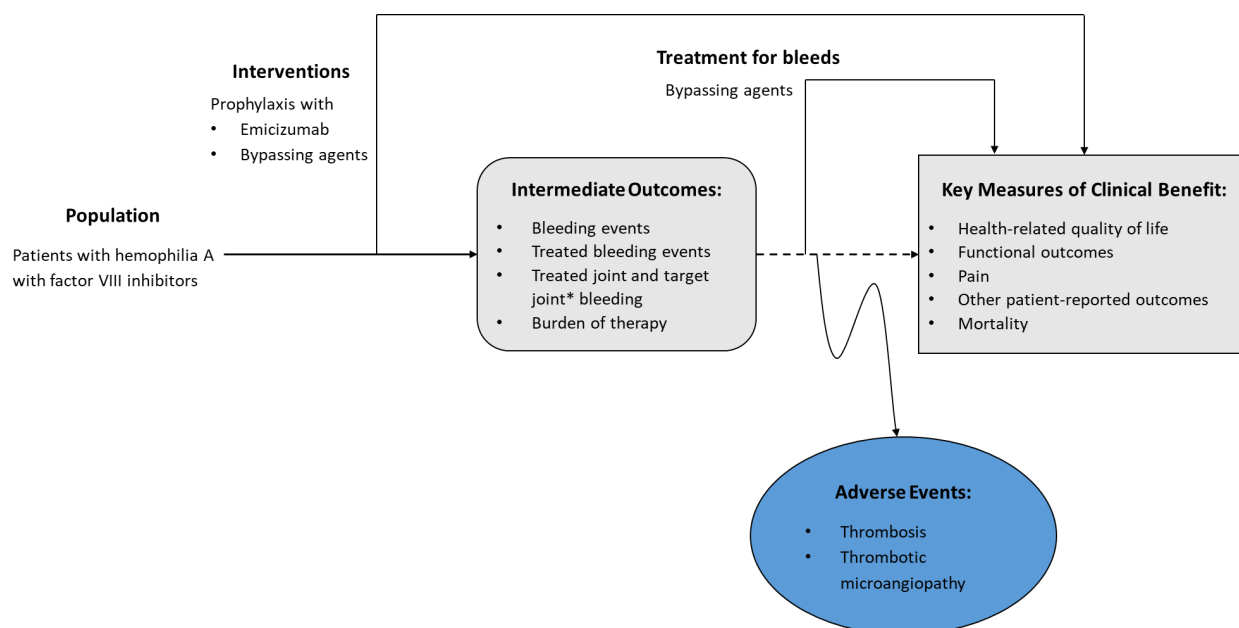 Treatment for bleeds
Bypassing agents
Interventions
Prophylaxis with
• Emicizumab
• Bypassing agents
Population
Patients with hemophilia A
with factor VIII inhibitors
Intermediate Outcomes:
• Bleeding events
• Treated bleeding events
• Treated joint and target
joint* bleeding
• Burden of therapy
Key Measures of Clinical Benefit:
• Health-related quality of life
• Functional outcomes
• Pain
• Other patient-reported outcomes
• Mortality
Adverse Events:
• Thrombosis
• Thrombotic
microangiopathy